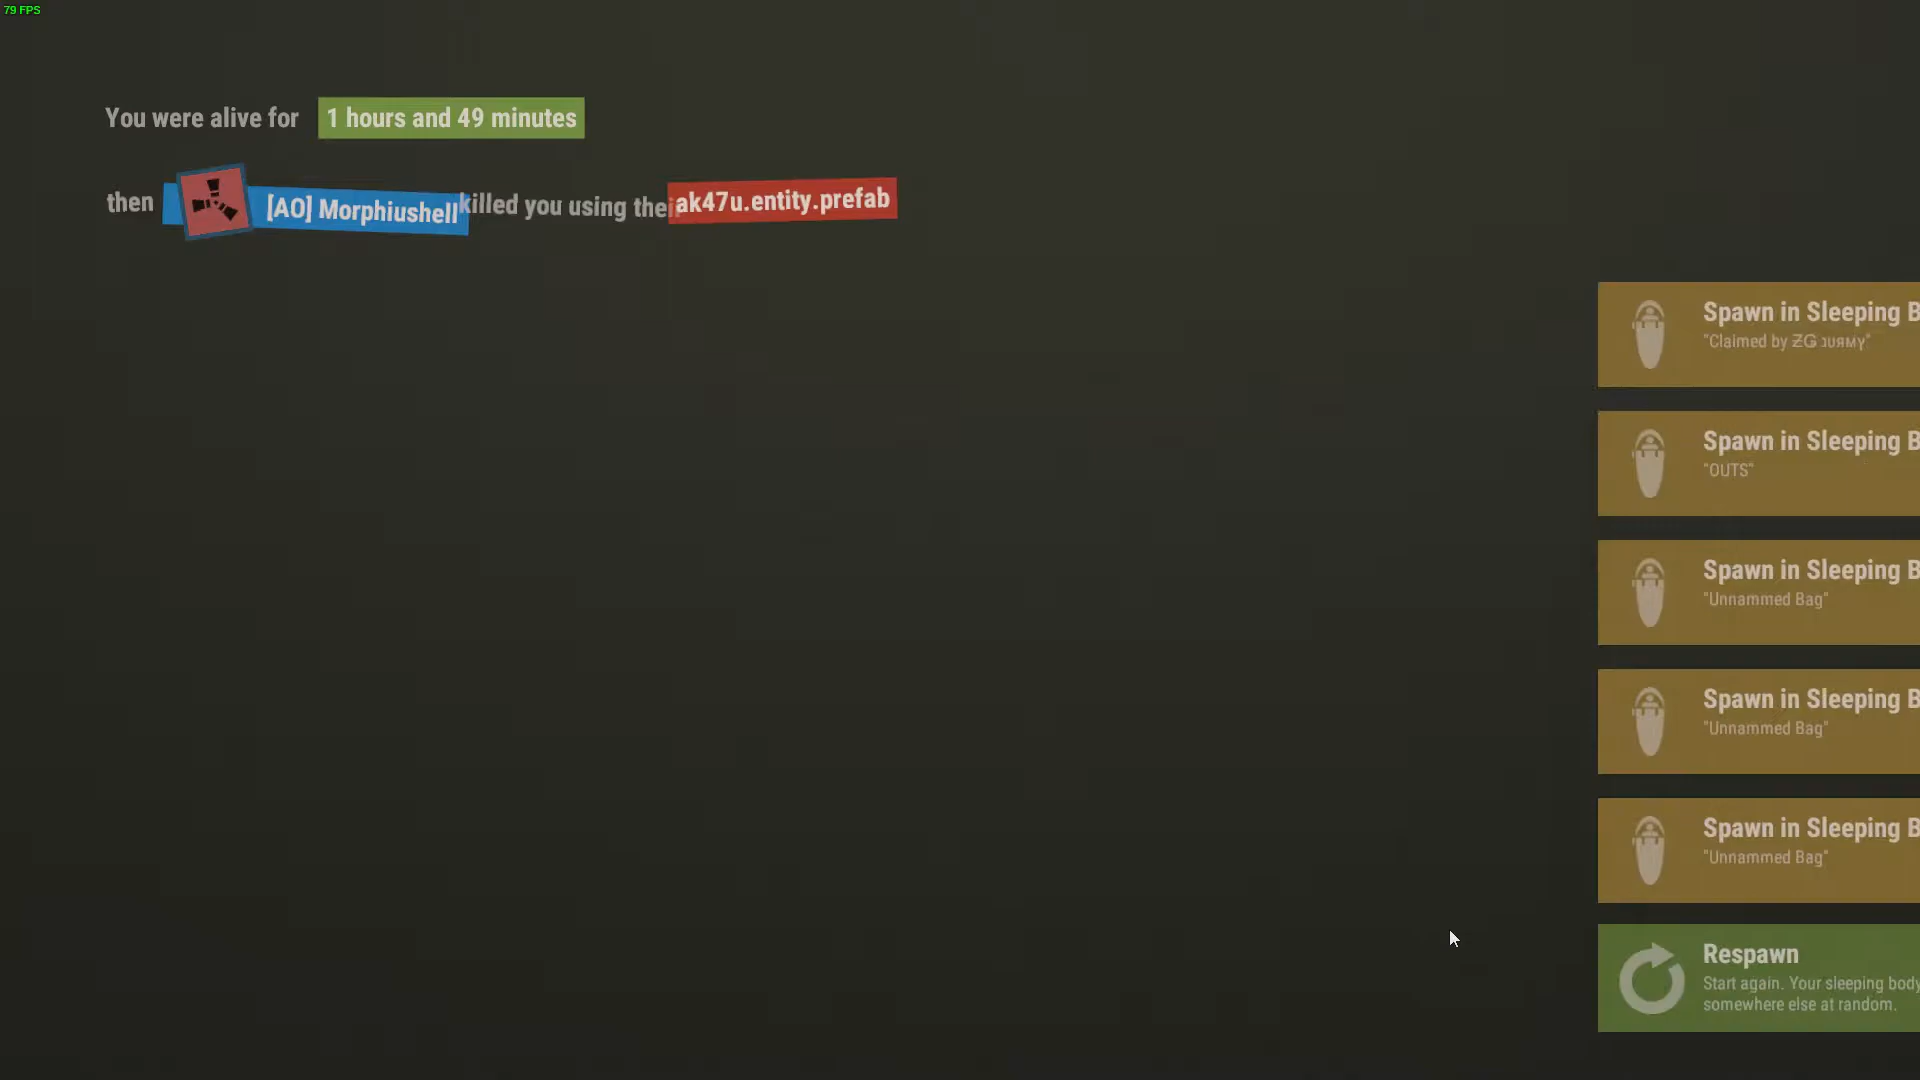 79 FPS
You were alive for 1 hours and 49 minutes
then [AO] Morphiushell killed you using their ak47u.entity.prefab
Spawn in Sleeping B
"Claimed by ƵG ɔuямγ"
Spawn in Sleeping B
"OUTS"
Spawn in Sleeping B
"Unnammed Bag"
Spawn in Sleeping B
"Unnammed Bag"
Spawn in Sleeping B
"Unnammed Bag"
Respawn
Start again. Your sleeping body
somewhere else at random.